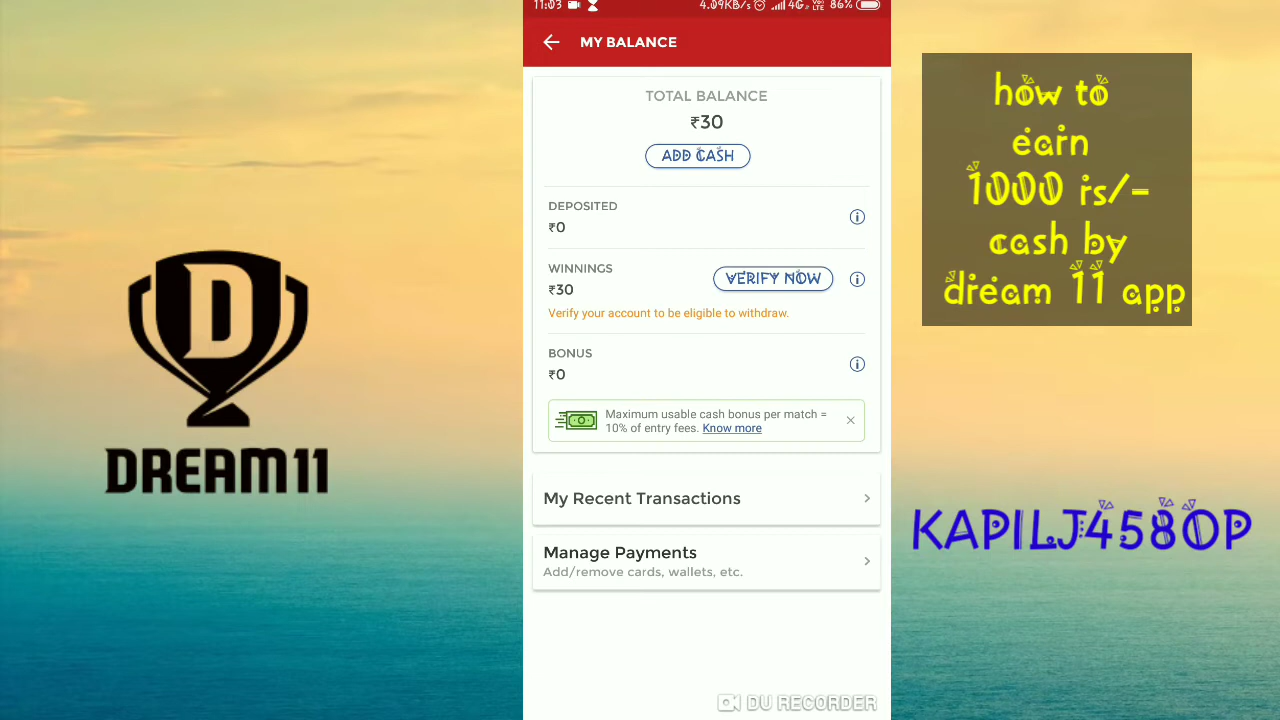 11:03 4.09KB/s 4G VoLTE 86%
MY BALANCE
TOTAL BALANCE
₹30
ADD CASH
DEPOSITED
₹0
WINNINGS
VERIFY NOW
₹30
Verify your account to be eligible to withdraw.
BONUS
₹0
Maximum usable cash bonus per match =
10% of entry fees. Know more
My Recent Transactions
Manage Payments
Add/remove cards, wallets, etc.
DU RECORDER
D
DREAM11
how to
earn
1000 rs/-
cash by
dream 11 app
KAPILJ4580P